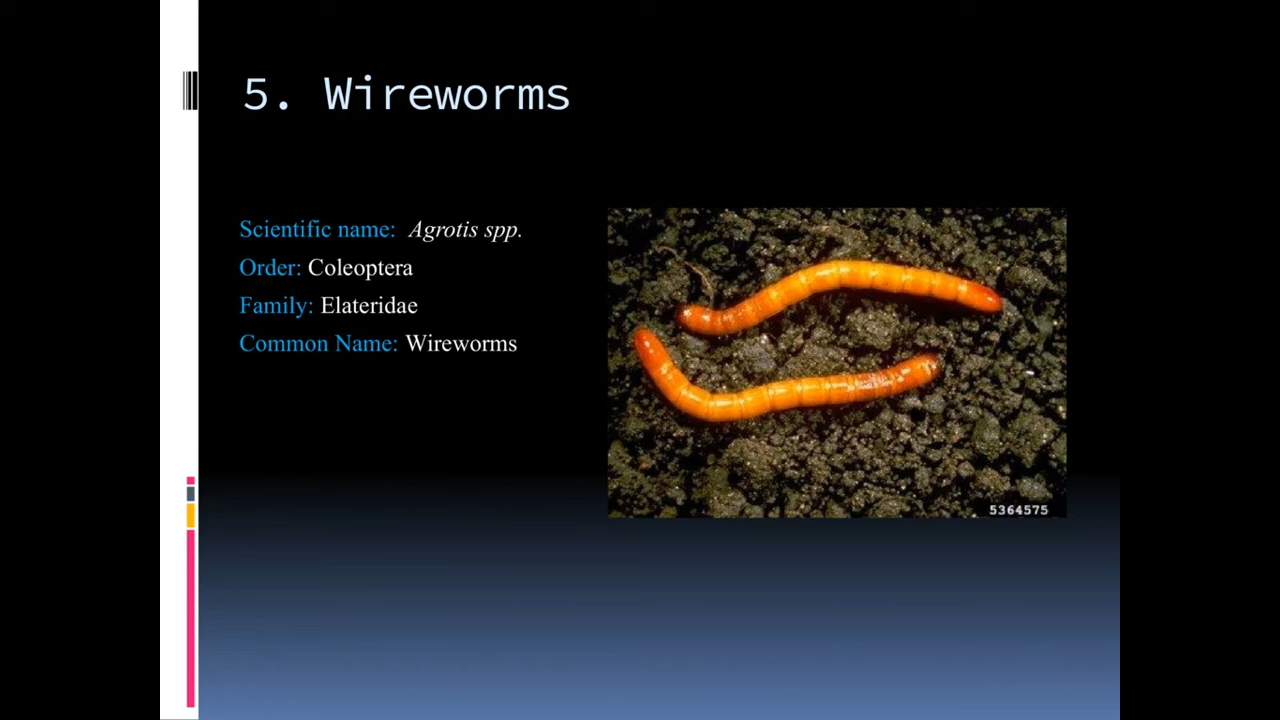 5. Wireworms
Scientific name: Agrotis spp.
Order: Coleoptera
Family: Elateridae
Common Name: Wireworms
5364575